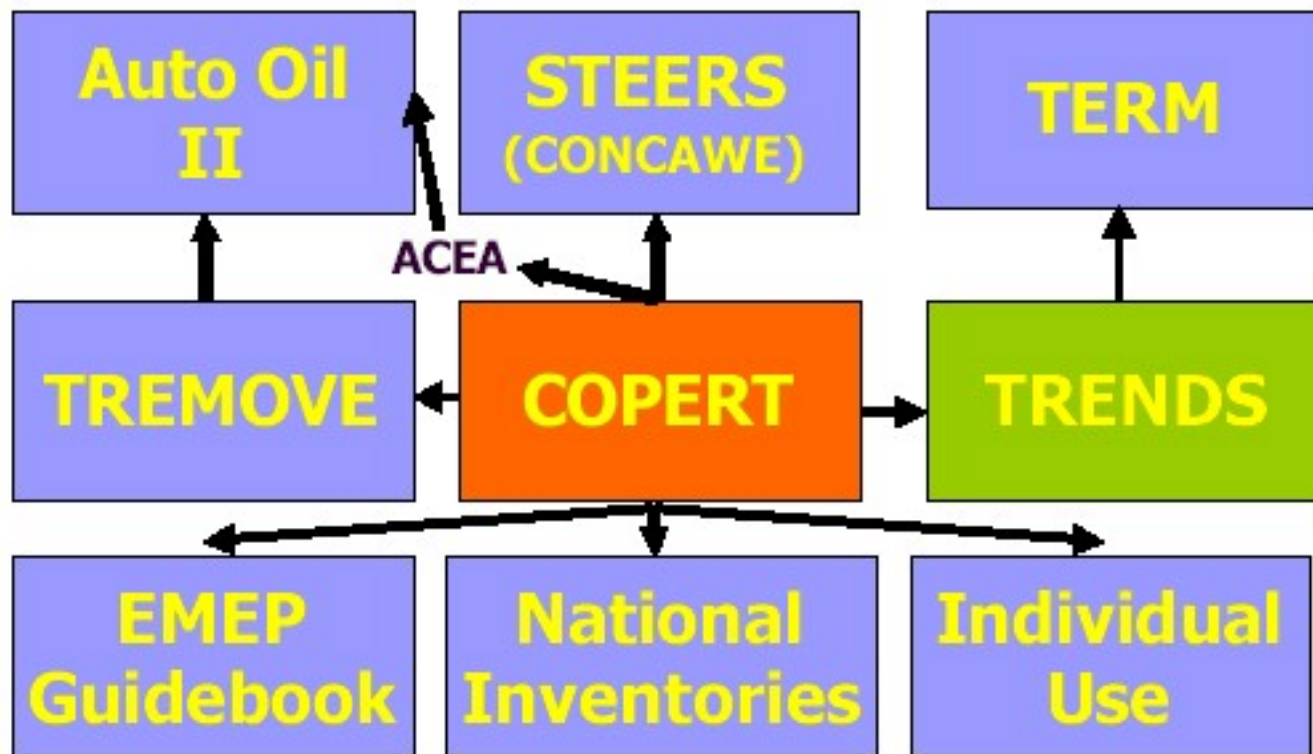 Auto Oil
II
STEERS
(CONCAWE)
TERM
ACEA
TREMOVE
COPERT
TRENDS
EMEP
Guidebook
National
Inventories
Individual
Use